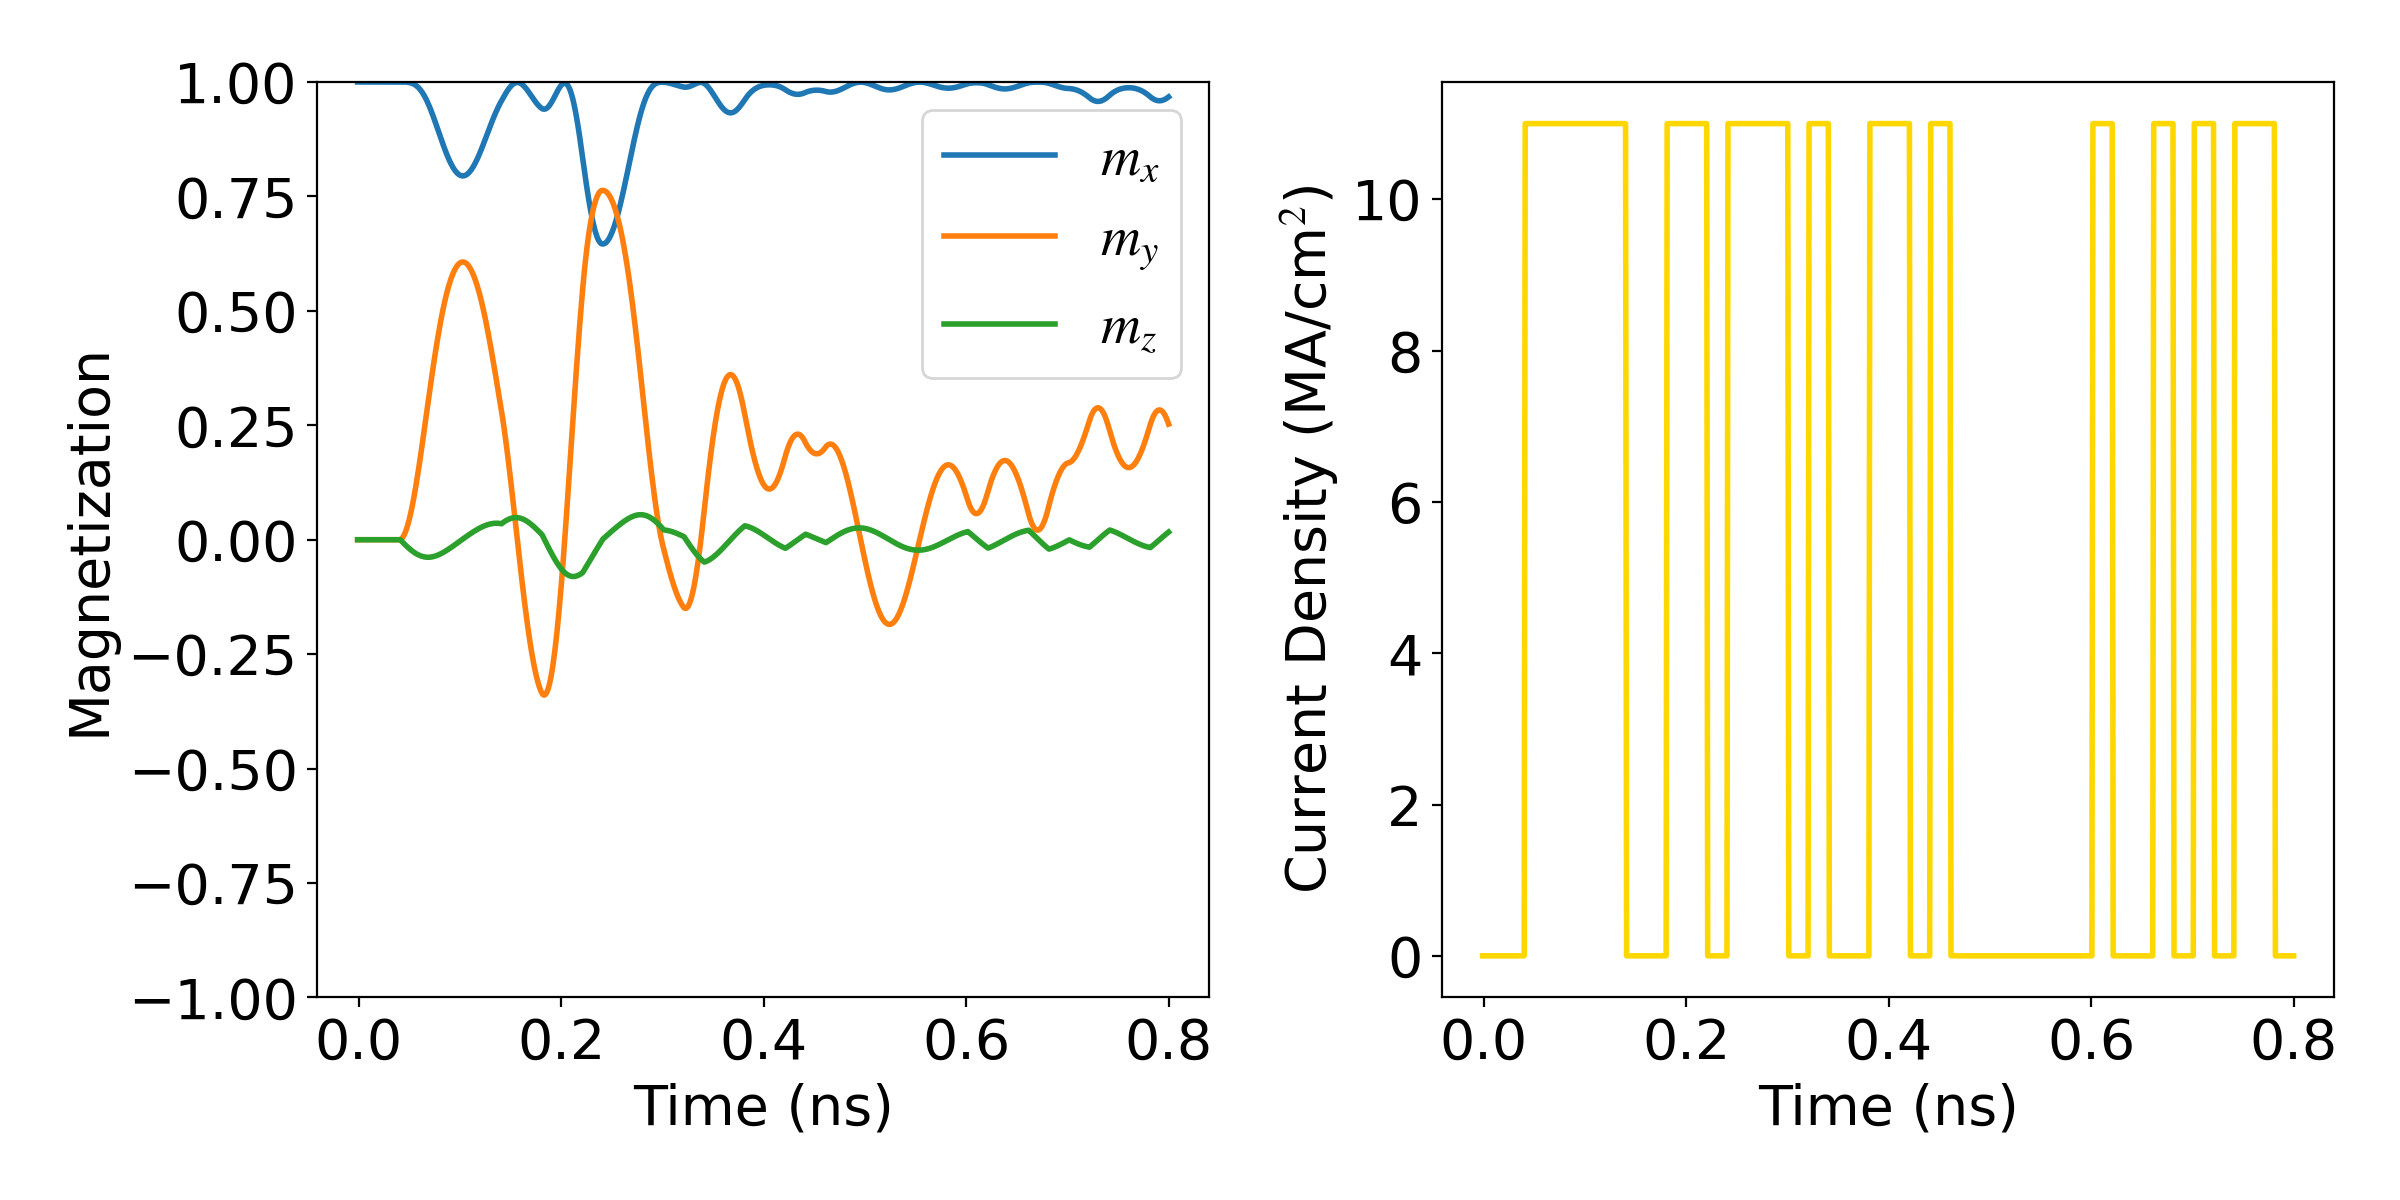 1.00
0.75
0.50
0.25
0.00
−0.25
−0.50
−0.75
−1.00
Magnetization
0.0 0.2 0.4 0.6 0.8
Time (ns)
m_x
m_y
m_z
10
8
6
4
2
0
Current Density (MA/cm²)
0.0 0.2 0.4 0.6 0.8
Time (ns)